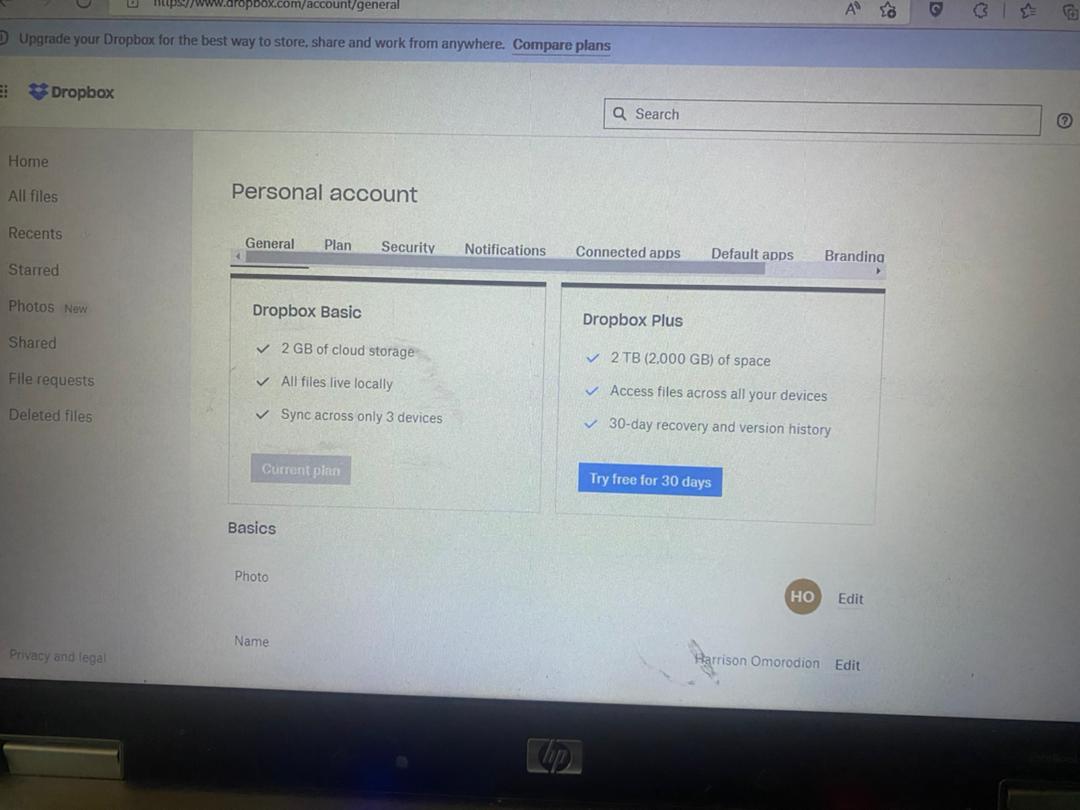 https://www.dropbox.com/account/general
Upgrade your Dropbox for the best way to store, share and work from anywhere. Compare plans
Dropbox
Search
Home
All files
Recents
Starred
Photos New
Shared
File requests
Deleted files
Privacy and legal
Personal account
General Plan Security Notifications Connected apps Default apps Branding
Dropbox Basic
2 GB of cloud storage
All files live locally
Sync across only 3 devices
Current plan
Dropbox Plus
2 TB (2,000 GB) of space
Access files across all your devices
30-day recovery and version history
Try free for 30 days
Basics
Photo
HO Edit
Name
Harrison Omorodion Edit
hp